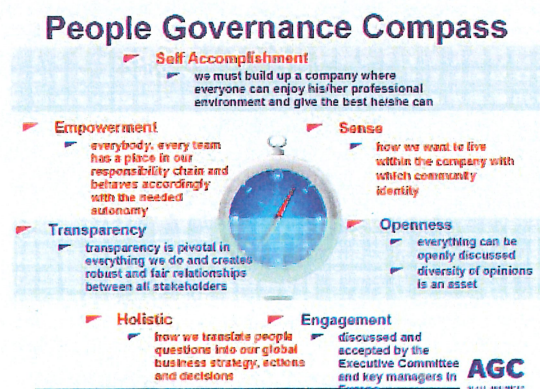 People Governance Compass
Self Accomplishment
we must build up a company where
everyone can enjoy his/her professional
environment and give the best he/she can
Empowerment
everybody, every team
has a place in our
responsibility chain and
behaves accordingly
with the needed
autonomy
Sense
how we want to live
within the company with
which community
identity
Transparency
transparency is pivotal in
everything we do and creates
robust and fair relationships
between all stakeholders
Openness
everything can be
openly discussed
diversity of opinions
is an asset
Holistic
how we translate people
questions into our global
business strategy, actions
and decisions
Engagement
discussed and
accepted by the
Executive Committee
and key managers in
AGC